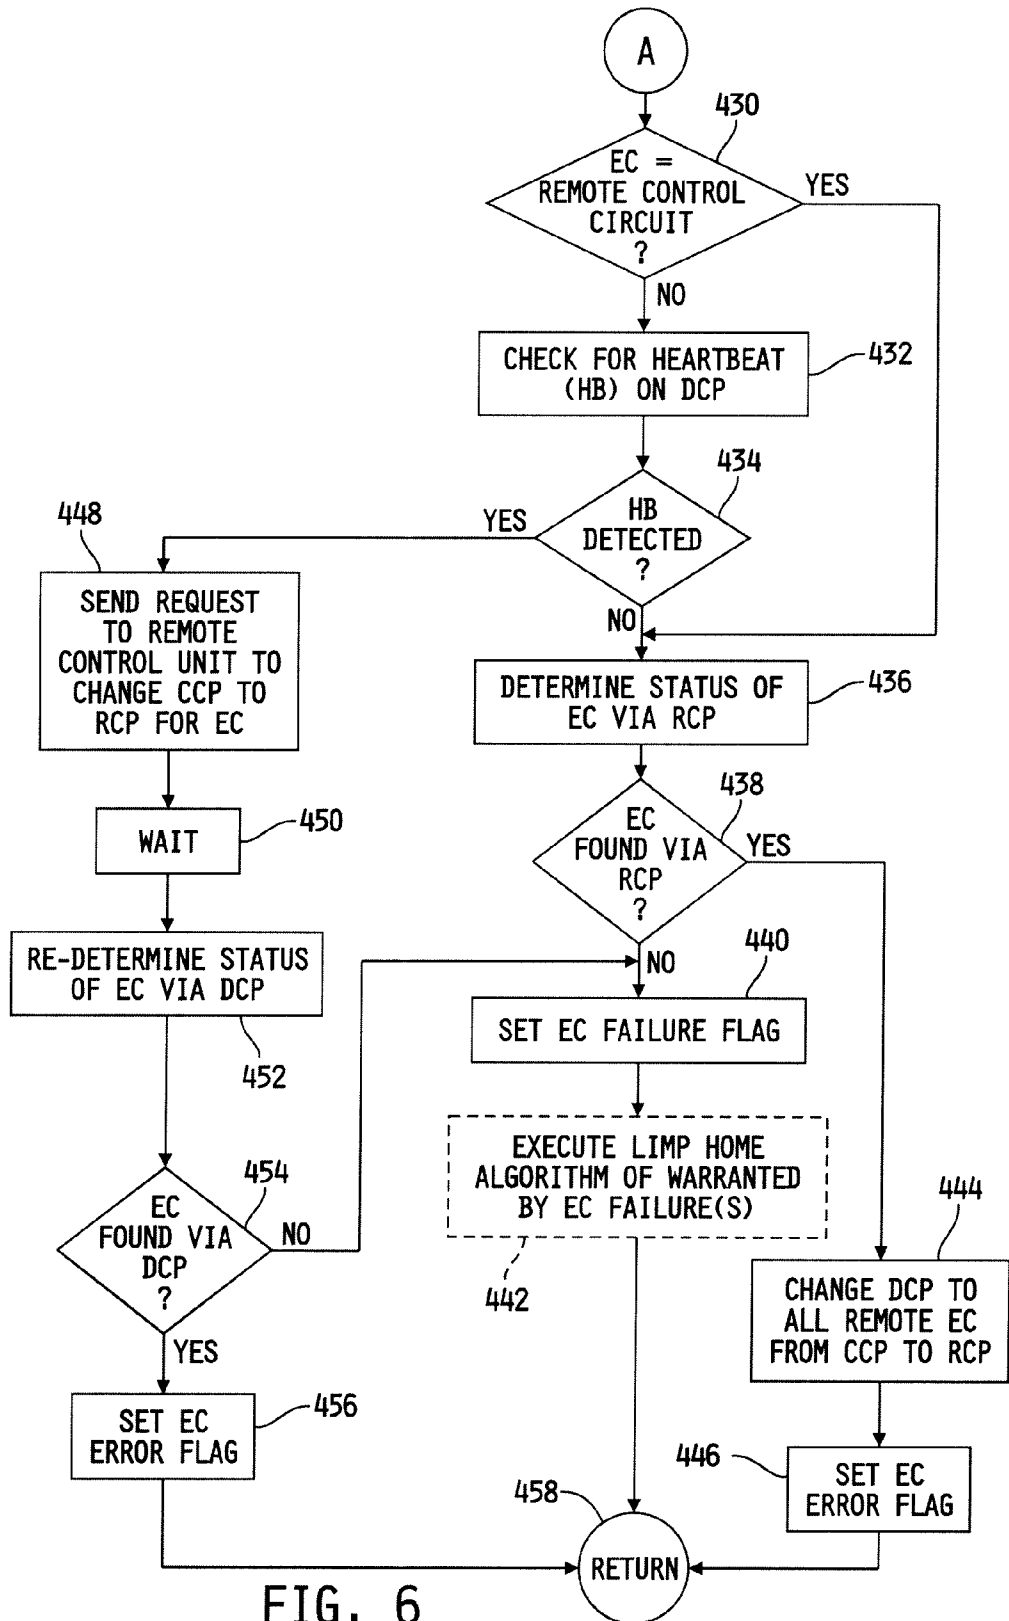 A
430
EC =
REMOTE CONTROL
CIRCUIT
?
YES
NO
CHECK FOR HEARTBEAT
(HB) ON DCP
432
434
HB
DETECTED
?
YES
NO
448
SEND REQUEST
TO REMOTE
CONTROL UNIT TO
CHANGE CCP TO
RCP FOR EC
DETERMINE STATUS OF
EC VIA RCP
436
450
WAIT
438
EC
FOUND VIA
RCP
?
YES
NO
RE-DETERMINE STATUS
OF EC VIA DCP
452
440
SET EC FAILURE FLAG
EXECUTE LIMP HOME
ALGORITHM OF WARRANTED
BY EC FAILURE(S)
442
454
EC
FOUND VIA
DCP
?
NO
YES
444
CHANGE DCP TO
ALL REMOTE EC
FROM CCP TO RCP
SET EC
ERROR FLAG
456
446
SET EC
ERROR FLAG
458
RETURN
FIG. 6